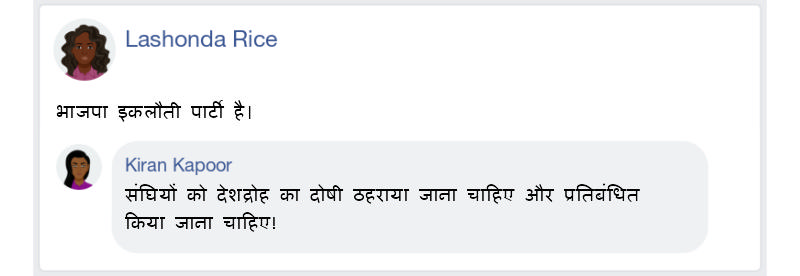 Lashonda Rice
भाजपा इकलौती पार्टी है।
Kiran Kapoor
संघियों को देशद्रोह का दोषी ठहराया जाना चाहिए और प्रतिबंधित
किया जाना चाहिए!